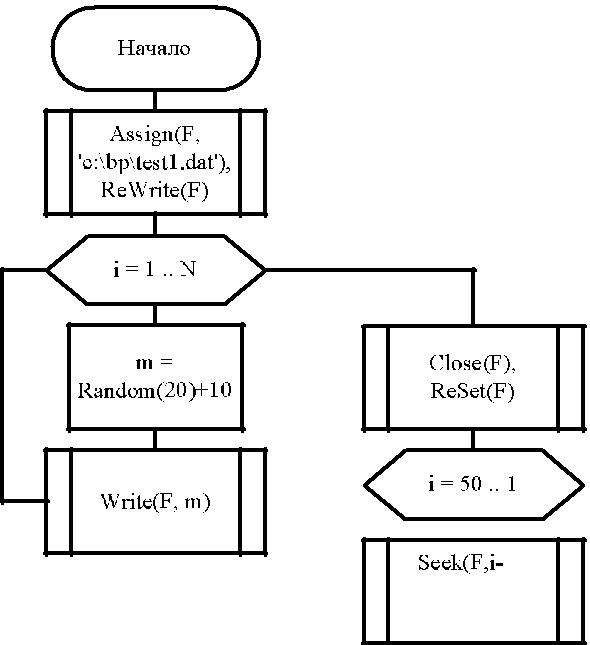 Начало
Assign(F,
'c:\bp\test1.dat'),
ReWrite(F)
i = 1 .. N
m =
Random(20)+10
Write(F, m)
Close(F),
ReSet(F)
i = 50 .. 1
Seek(F,i-